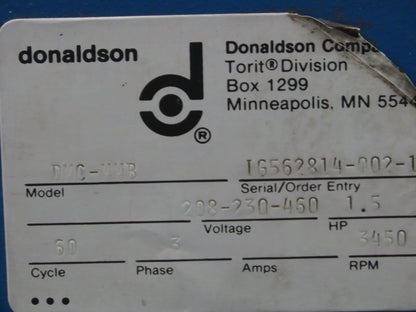 donaldson
Donaldson Comp
Torit® Division
Box 1299
Minneapolis, MN 554
®
IG562814-002-1
Model Serial/Order Entry
208-230-460 1.5
Voltage HP
60 3 3450
Cycle Phase Amps RPM